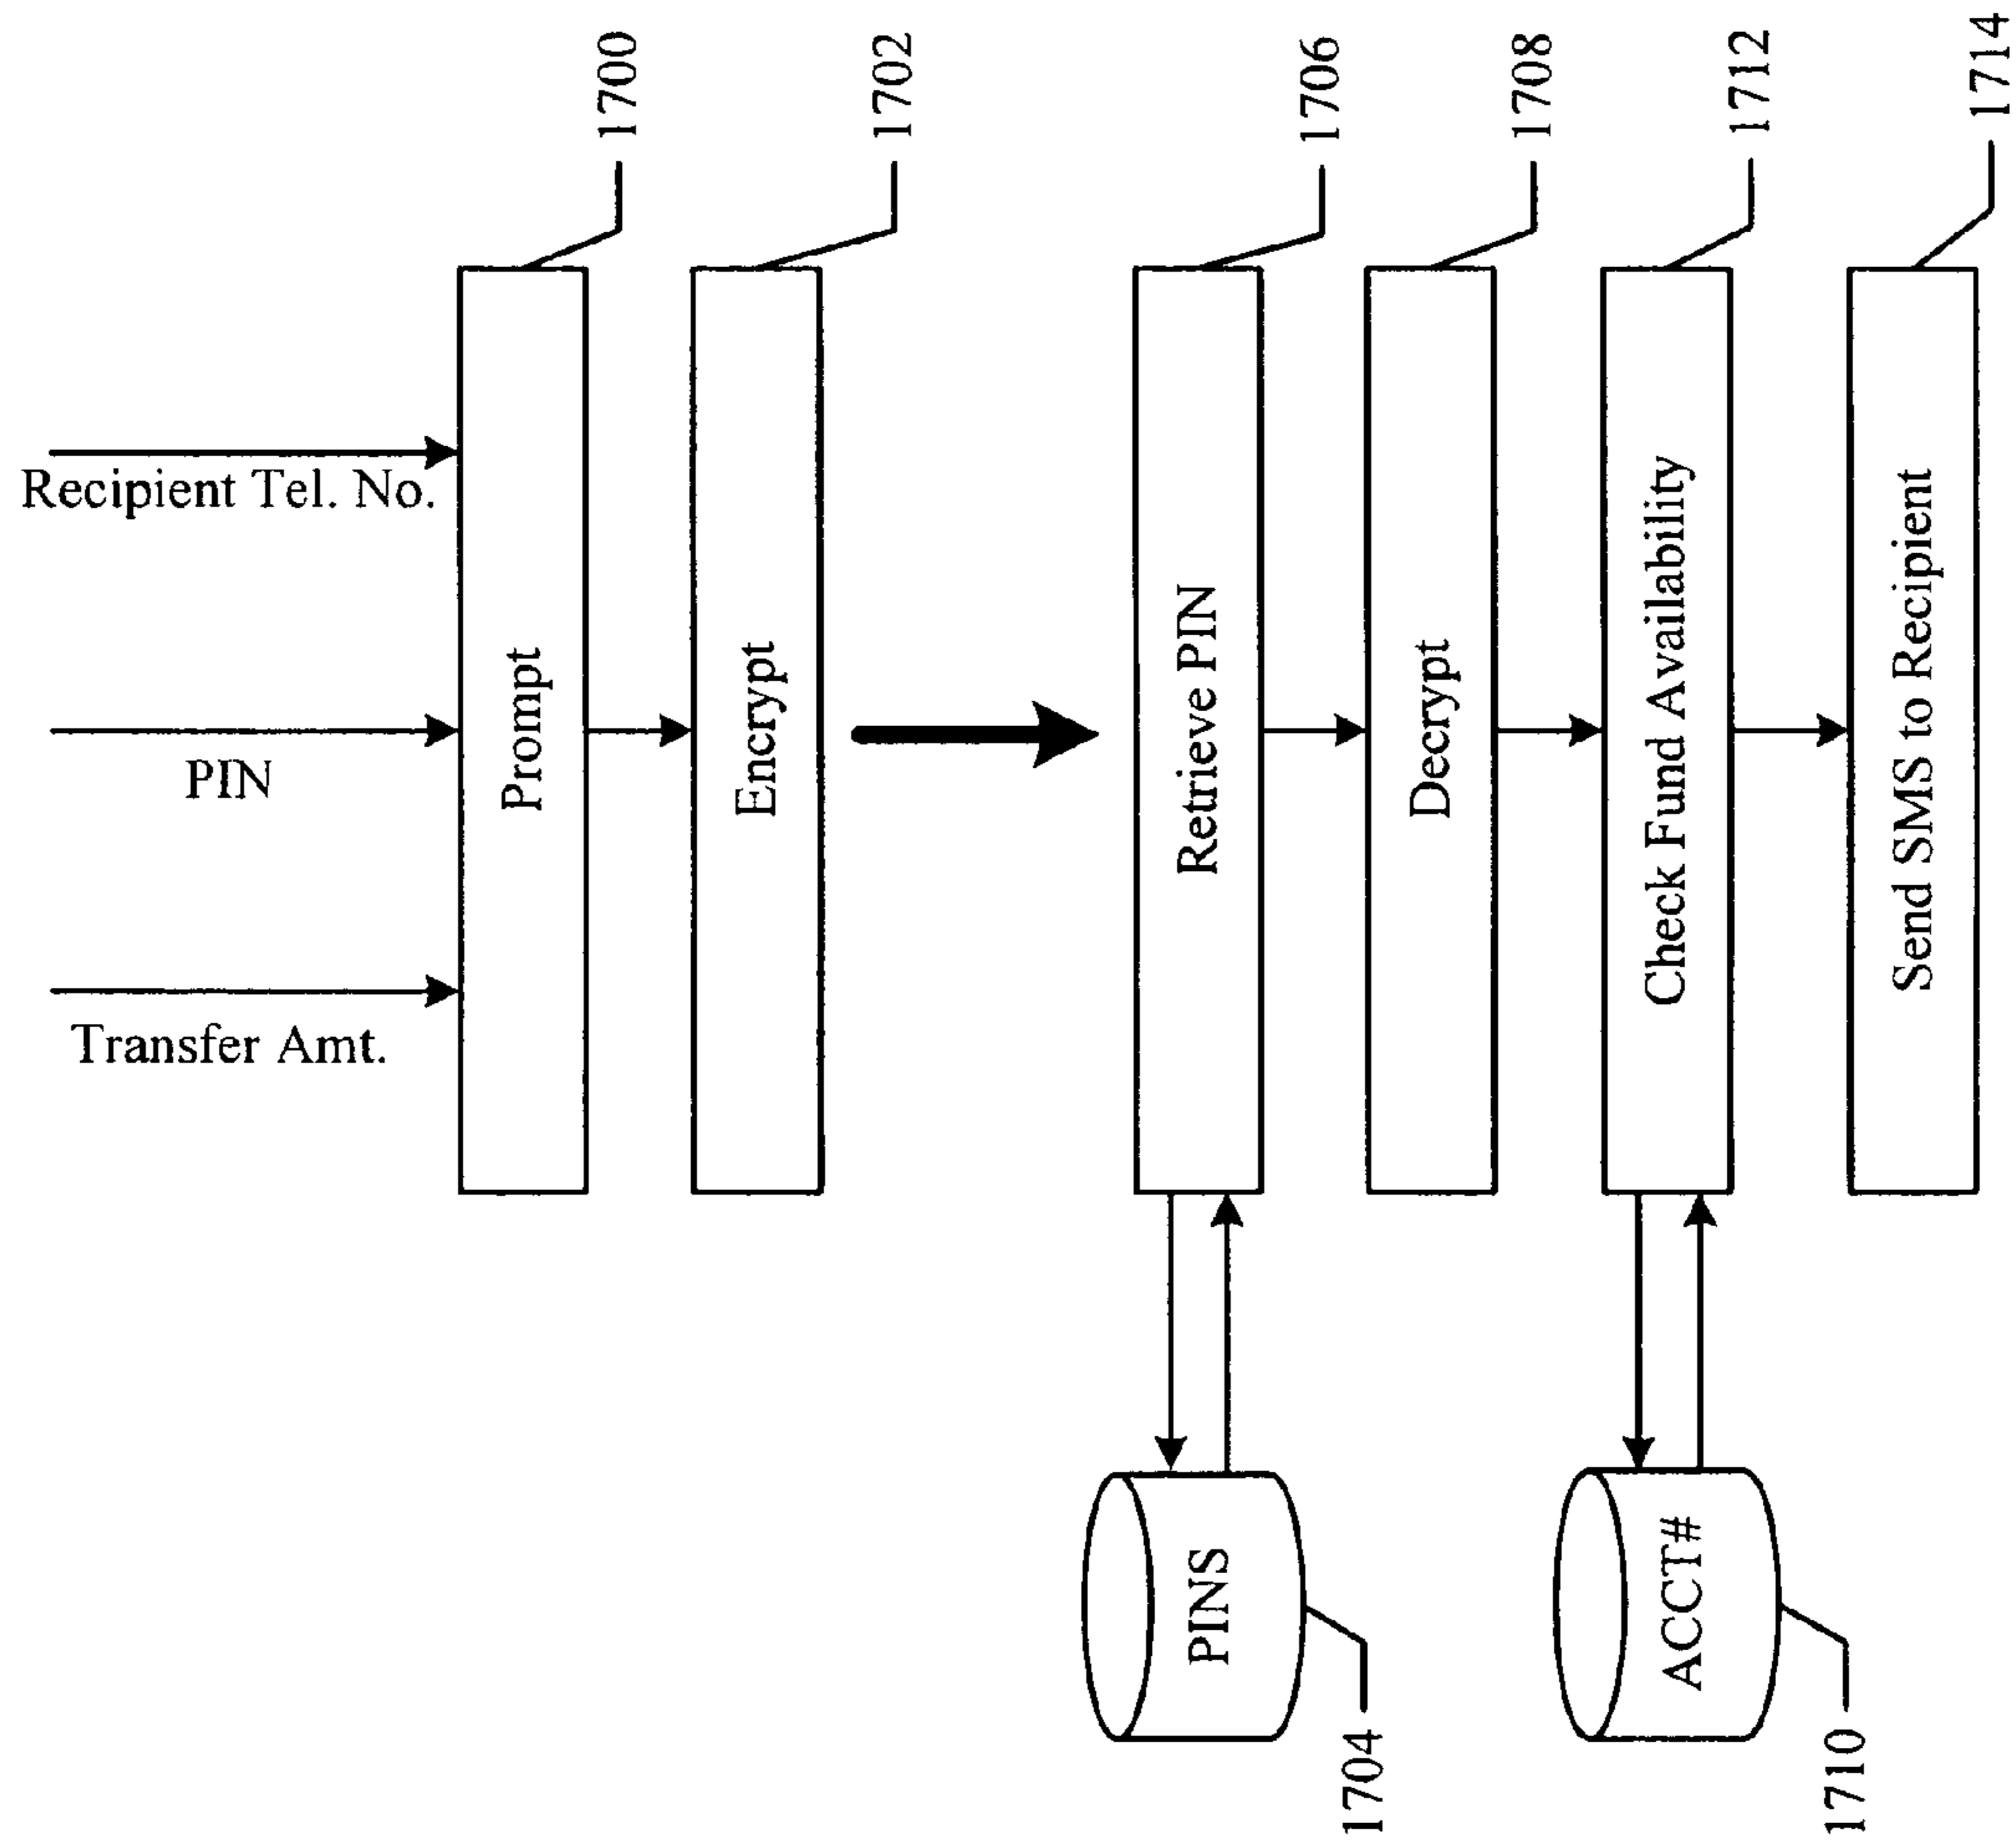 Recipient Tel. No.
PIN
Transfer Amt.
Prompt
1700
Encrypt
1702
Retrieve PIN
1706
PINS
1704
Decrypt
1708
Check Fund Availability
1712
ACCT#
1710
Send SMS to Recipient
1714